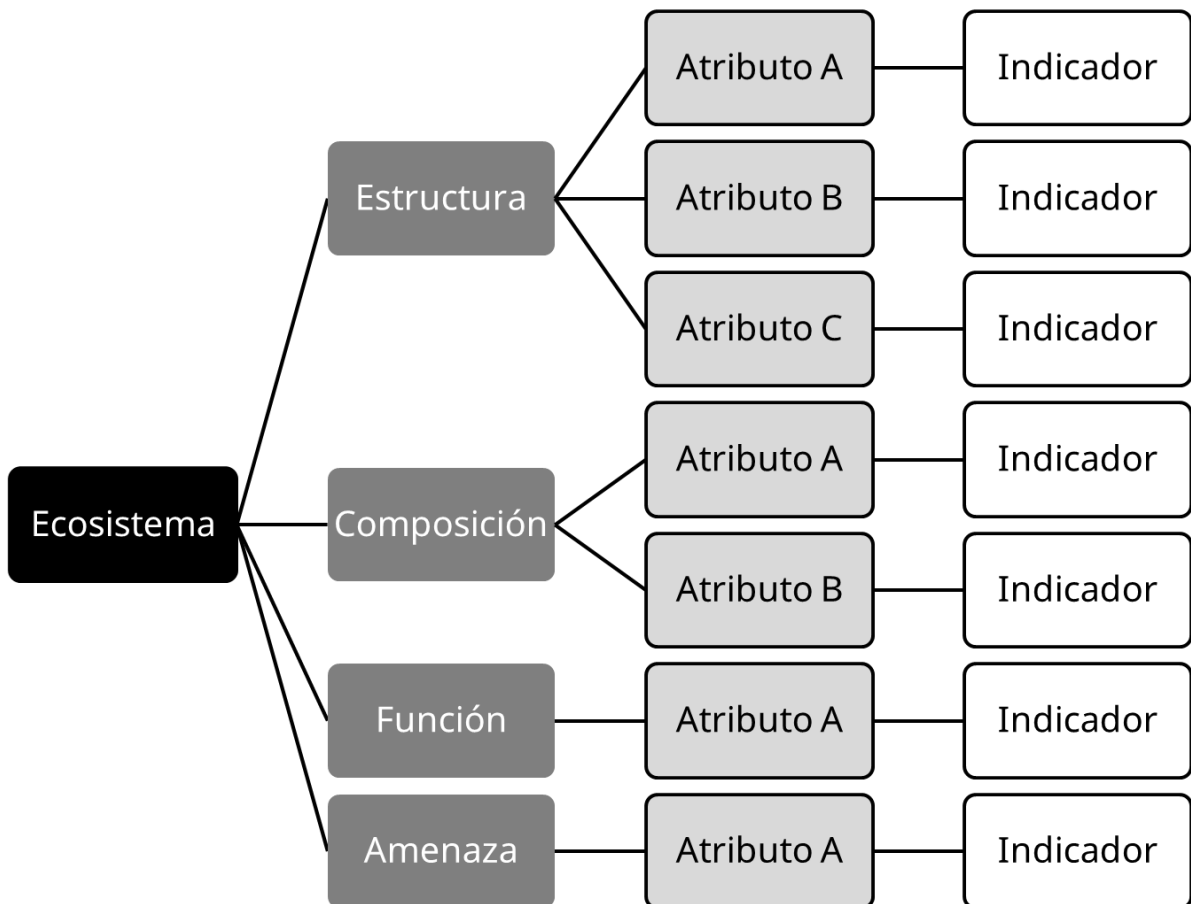 Ecosistema
Estructura
Atributo A
Indicador
Atributo B
Indicador
Atributo C
Indicador
Composición
Atributo A
Indicador
Atributo B
Indicador
Función
Atributo A
Indicador
Amenaza
Atributo A
Indicador